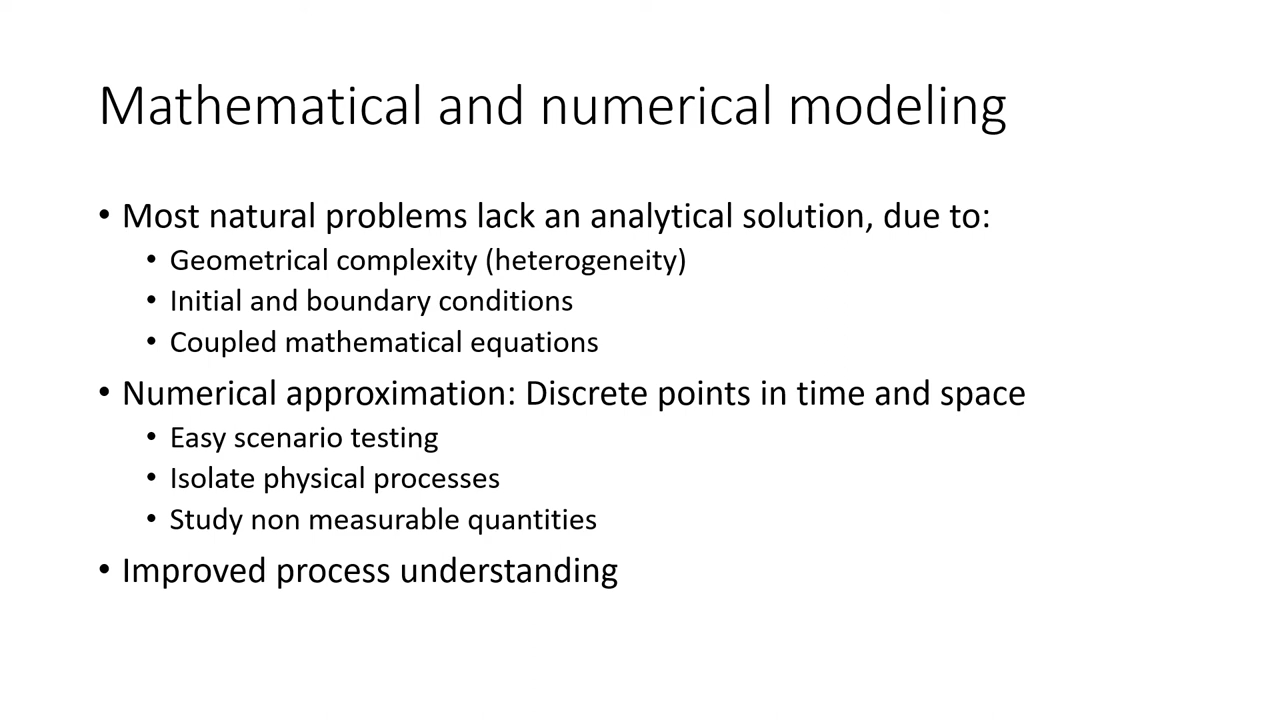 Mathematical and numerical modeling
• Most natural problems lack an analytical solution, due to:
• Geometrical complexity (heterogeneity)
• Initial and boundary conditions
• Coupled mathematical equations
• Numerical approximation: Discrete points in time and space
• Easy scenario testing
• Isolate physical processes
• Study non measurable quantities
• Improved process understanding